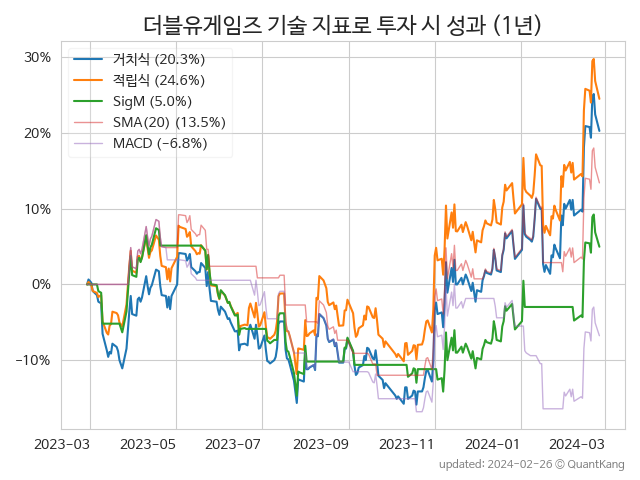 더블유게임즈 기술 지표로 투자 시 성과 (1년)
거치식 (20.3%)
적립식 (24.6%)
SigM (5.0%)
SMA(20) (13.5%)
MACD (−6.8%)
30%
20%
10%
0%
−10%
2023−03 2023−05 2023−07 2023−09 2023−11 2024−01 2024−03
updated: 2024-02-26 © QuantKang